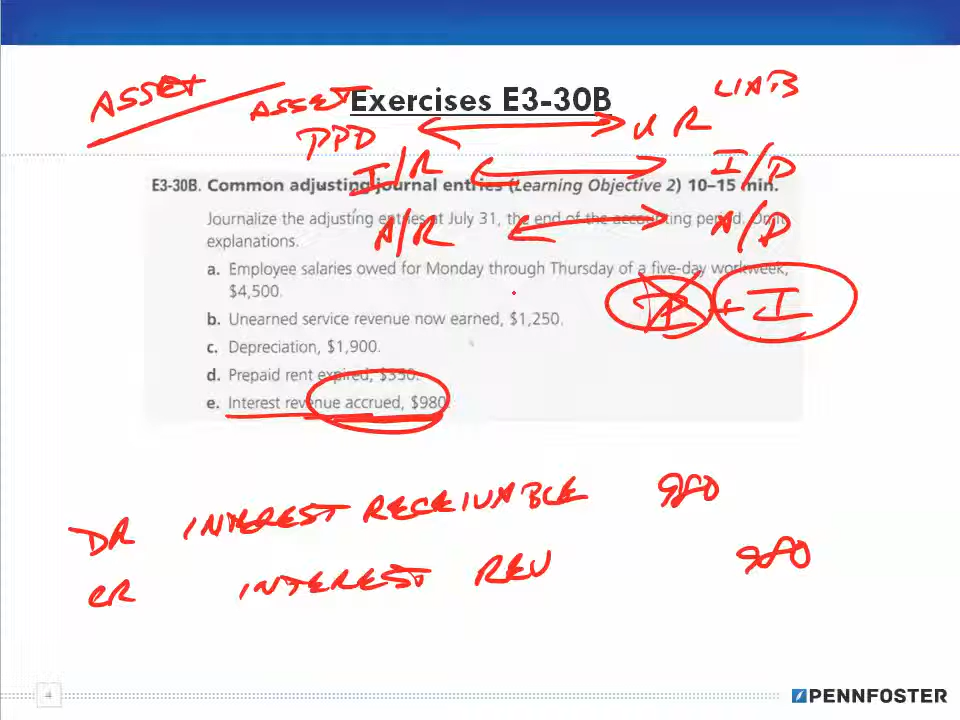 ASSET
ASSET
LIAB
Exercises E3-30B
PPD
U R
I/R
I/P
E3-30B. Common adjusting journal entries (Learning Objective 2) 10–15 min.
Journalize the adjusting entries at July 31, the end of the accounting period. Omit
A/R
A/P
explanations.
a. Employee salaries owed for Monday through Thursday of a five-day workweek,
$4,500.
P + I
b. Unearned service revenue now earned, $1,250.
c. Depreciation, $1,900.
d. Prepaid rent expired, $350.
e. Interest revenue accrued, $980.
DR INTEREST RECEIVABLE 980
CR INTEREST REV 980
4
PENNFOSTER